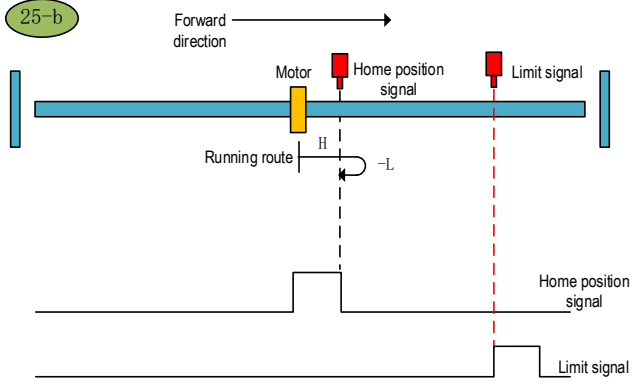 25-b
Forward
direction
Motor
Home position
signal
Limit signal
Running route
H
-L
Home position
signal
Limit signal